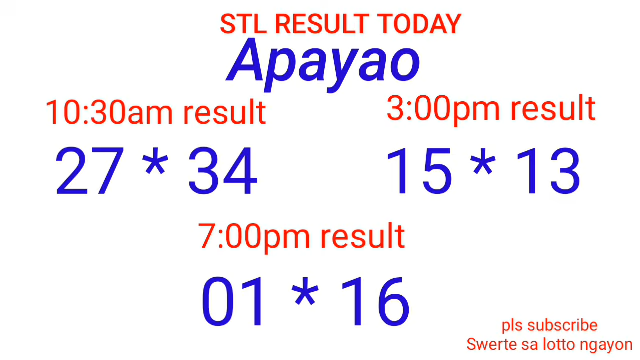 STL RESULT TODAY
Apayao
10:30am result
27 * 34
3:00pm result
15 * 13
7:00pm result
01 * 16
pls subscribe
Swerte sa lotto ngayon